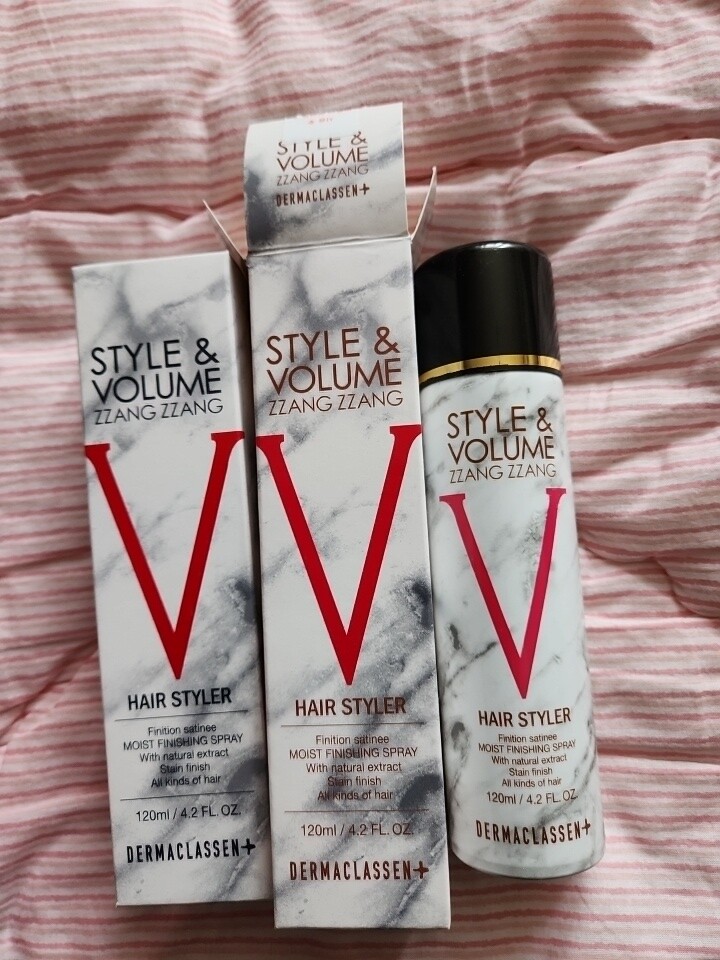 STYLE &
VOLUME
ZZANG ZZANG
DERMACLASSEN+
STYLE &
VOLUME
ZZANG ZZANG
V
HAIR STYLER
Finition satinee
MOIST FINISHING SPRAY
With natural extract
Stain finish
All kinds of hair
120ml / 4.2 FL. OZ.
DERMACLASSEN+
STYLE &
VOLUME
ZZANG ZZANG
V
HAIR STYLER
Finition satinee
MOIST FINISHING SPRAY
With natural extract
Stain finish
All kinds of hair
120ml / 4.2 FL. OZ.
DERMACLASSEN+
STYLE &
VOLUME
ZZANG ZZANG
V
HAIR STYLER
Finition satinee
MOIST FINISHING SPRAY
With natural extract
Stain finish
All kinds of hair
120ml / 4.2 FL. OZ.
DERMACLASSEN+